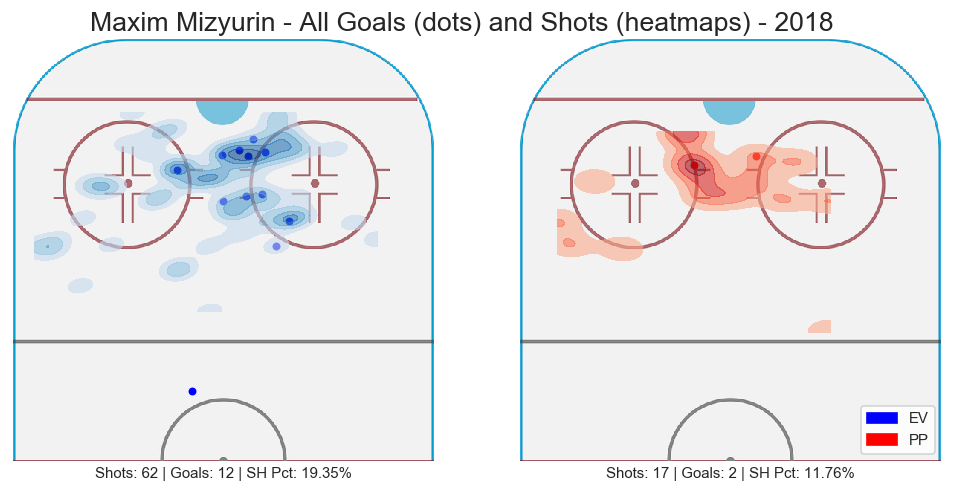 Maxim Mizyurin - All Goals (dots) and Shots (heatmaps) - 2018
EV
PP
Shots: 62 | Goals: 12 | SH Pct: 19.35%
Shots: 17 | Goals: 2 | SH Pct: 11.76%